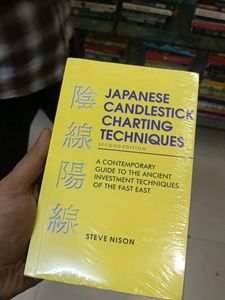 陰
線
陽
線
JAPANESE
CANDLESTICK
CHARTING
TECHNIQUES
SECOND EDITION
A CONTEMPORARY
GUIDE TO THE ANCIENT
INVESTMENT TECHNIQUES
OF THE FAST EAST
STEVE NISON